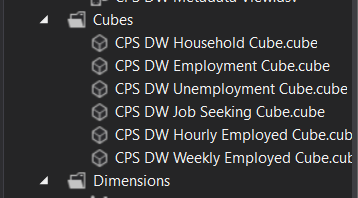 CPS DW Metadata View.dsv
Cubes
CPS DW Household Cube.cube
CPS DW Employment Cube.cube
CPS DW Unemployment Cube.cube
CPS DW Job Seeking Cube.cube
CPS DW Hourly Employed Cube.cube
CPS DW Weekly Employed Cube.cub
Dimensions